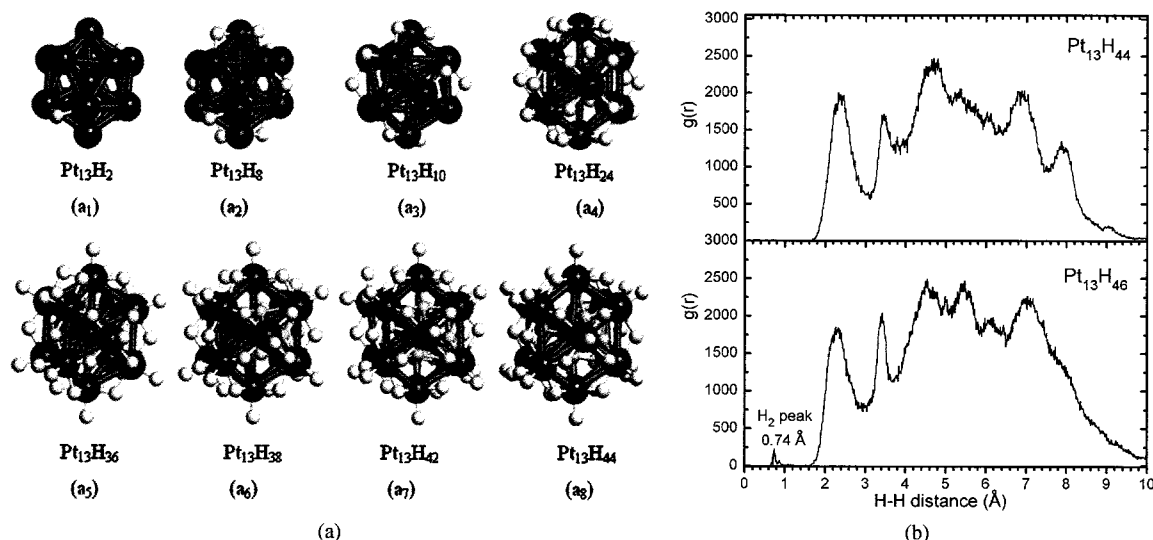 Pt13H2
Pt13H8
Pt13H10
Pt13H24
(a1)
(a2)
(a3)
(a4)
Pt13H36
Pt13H38
Pt13H42
Pt13H44
(a5)
(a6)
(a7)
(a8)
(a)
3000
2500
2000
1500
1000
500
g(r)
Pt13H44
3000
2500
2000
1500
1000
500
0
g(r)
Pt13H46
H2 peak
0.74 Å
0 1 2 3 4 5 6 7 8 9 10
H-H distance (Å)
(b)